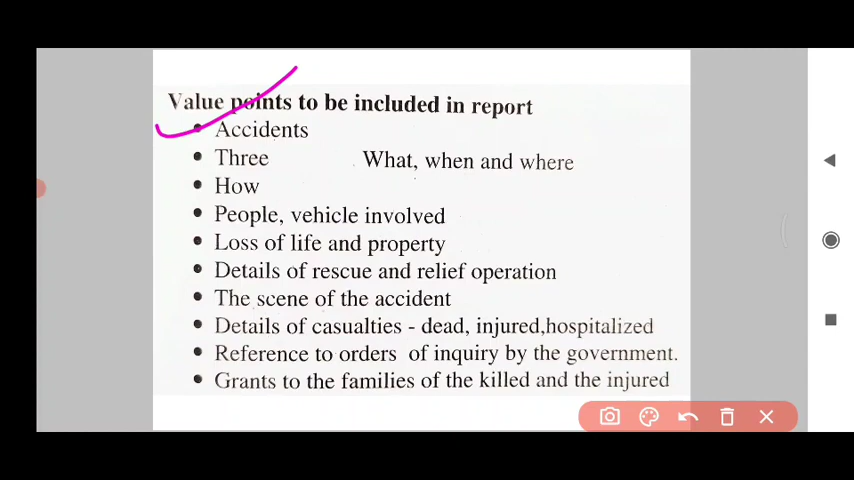 Value points to be included in report
• Accidents
• Three What, when and where
• How
• People, vehicle involved
• Loss of life and property
• Details of rescue and relief operation
• The scene of the accident
• Details of casualties - dead, injured,hospitalized
• Reference to orders of inquiry by the government.
• Grants to the families of the killed and the injured